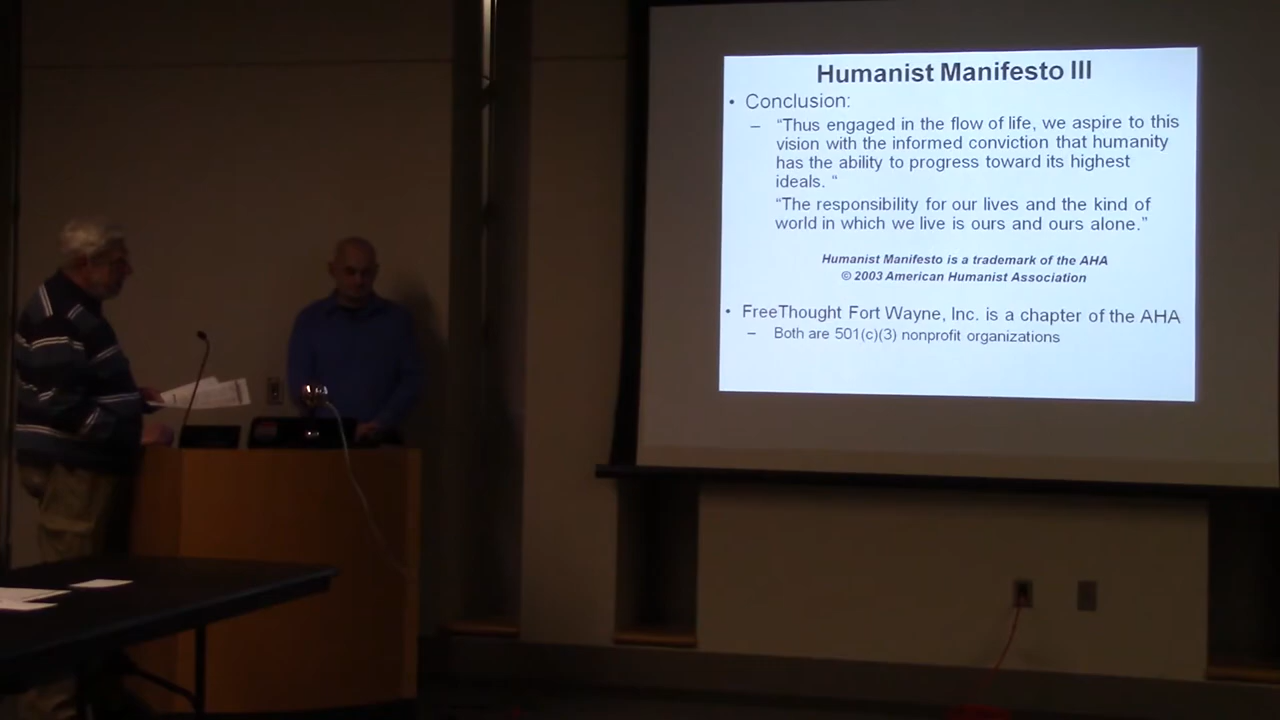 Humanist Manifesto III
• Conclusion:
– “Thus engaged in the flow of life, we aspire to this
vision with the informed conviction that humanity
has the ability to progress toward its highest
ideals. “
“The responsibility for our lives and the kind of
world in which we live is ours and ours alone.”
Humanist Manifesto is a trademark of the AHA
© 2003 American Humanist Association
• FreeThought Fort Wayne, Inc. is a chapter of the AHA
– Both are 501(c)(3) nonprofit organizations